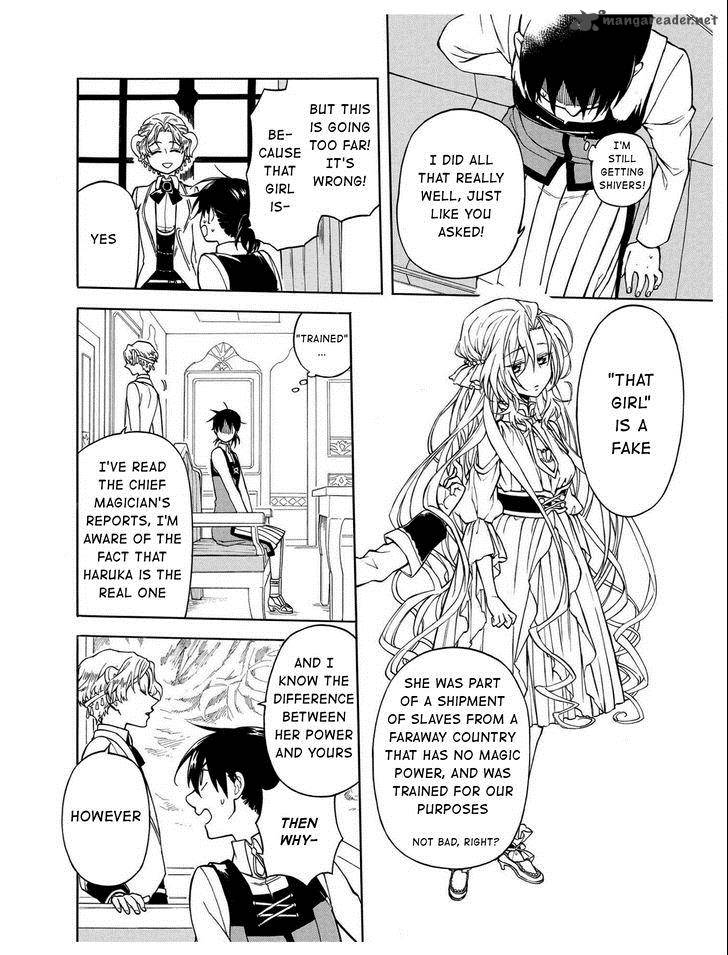 mangareader.net
I'M
STILL
GETTING
SHIVERS!
I DID ALL
THAT REALLY
WELL, JUST
LIKE YOU
ASKED!
BUT
THIS IS
GOING
TOO FAR!
IT'S
WRONG!
BE-
CAUSE
THAT
GIRL
IS-
YES
"THAT
GIRL"
IS A
FAKE
SHE WAS PART
OF A SHIPMENT
OF SLAVES FROM A
FARAWAY COUNTRY
THAT HAS NO MAGIC
POWER, AND WAS
TRAINED FOR OUR
PURPOSES
NOT BAD, RIGHT?
"TRAINED"
...
I'VE READ
THE CHIEF
MAGICIAN'S
REPORTS, I'M
AWARE OF THE
FACT THAT
HARUKA IS THE
REAL ONE
AND I
KNOW THE
DIFFERENCE
BETWEEN
HER POWER
AND YOURS
THEN
WHY-
HOWEVER